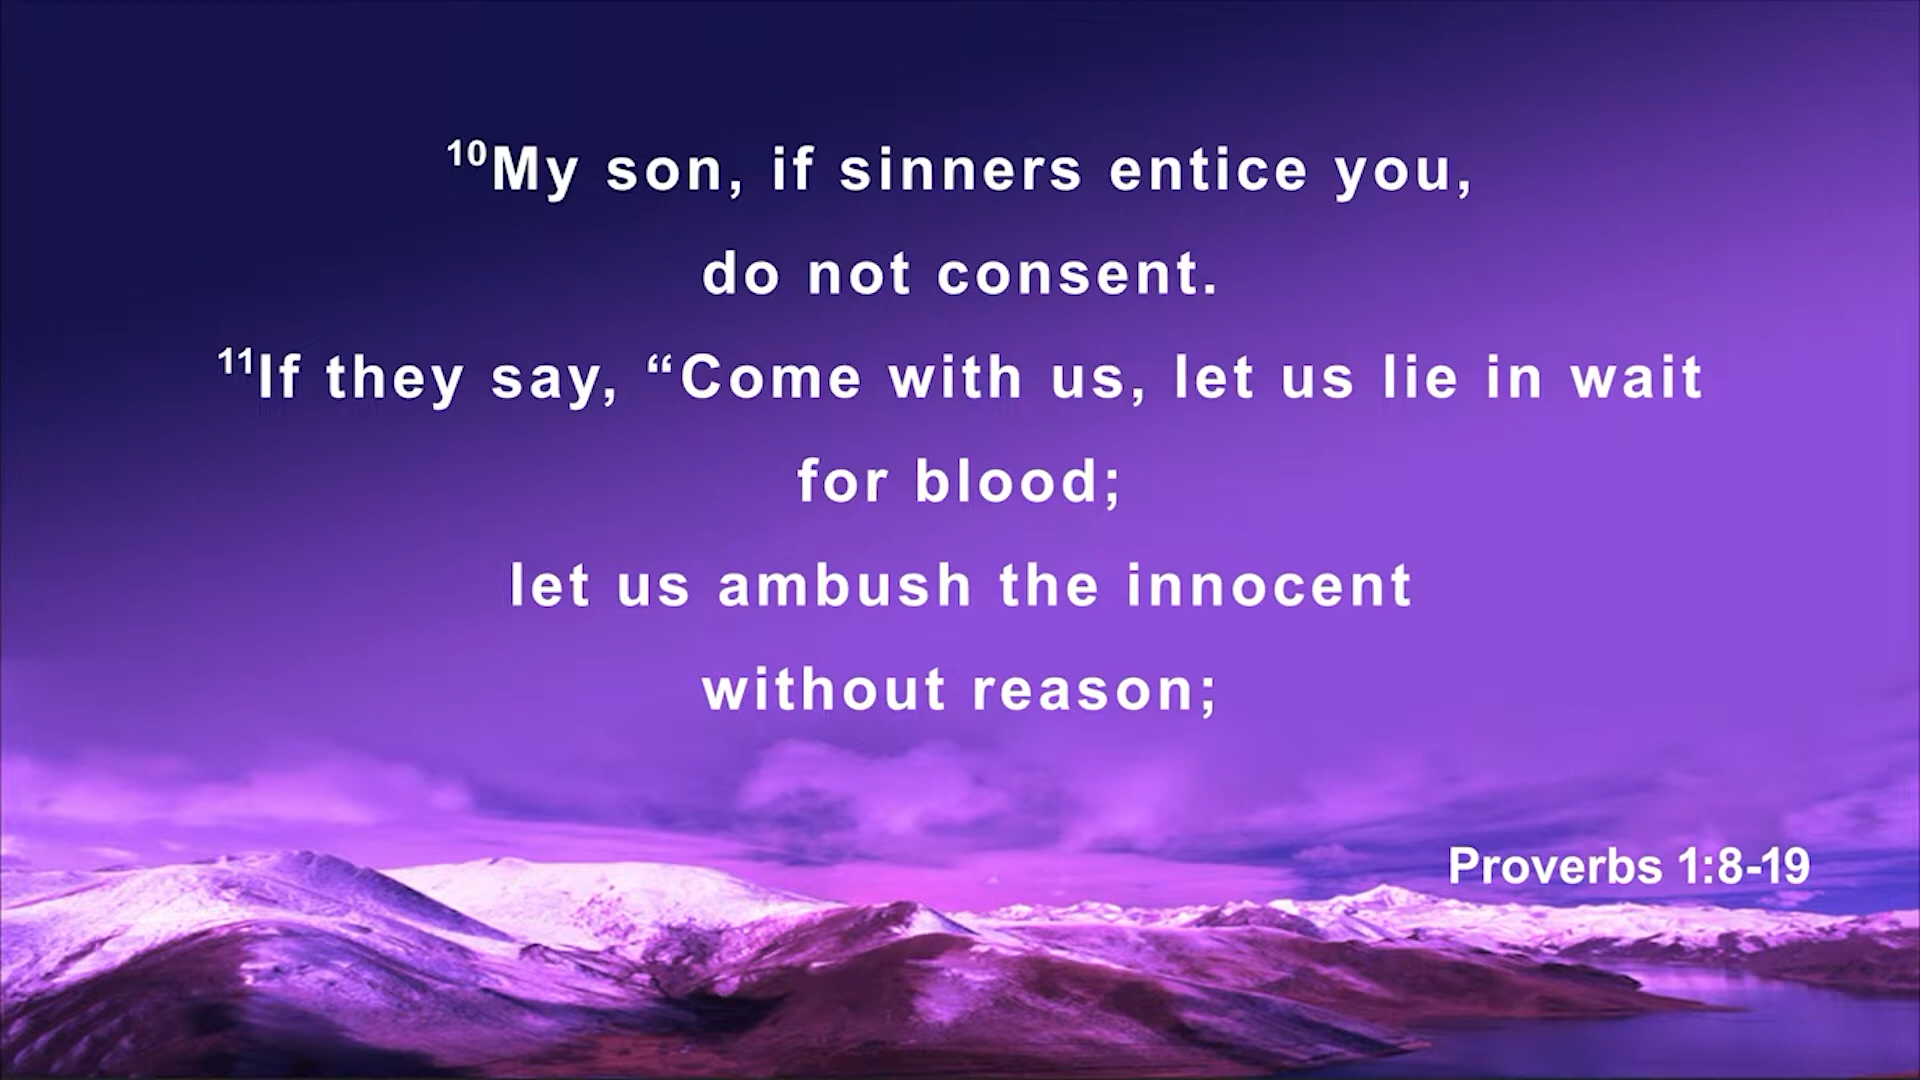 ¹⁰My son, if sinners entice you,
do not consent.
¹¹If they say, “Come with us, let us lie in wait
for blood;
let us ambush the innocent
without reason;
Proverbs 1:8-19